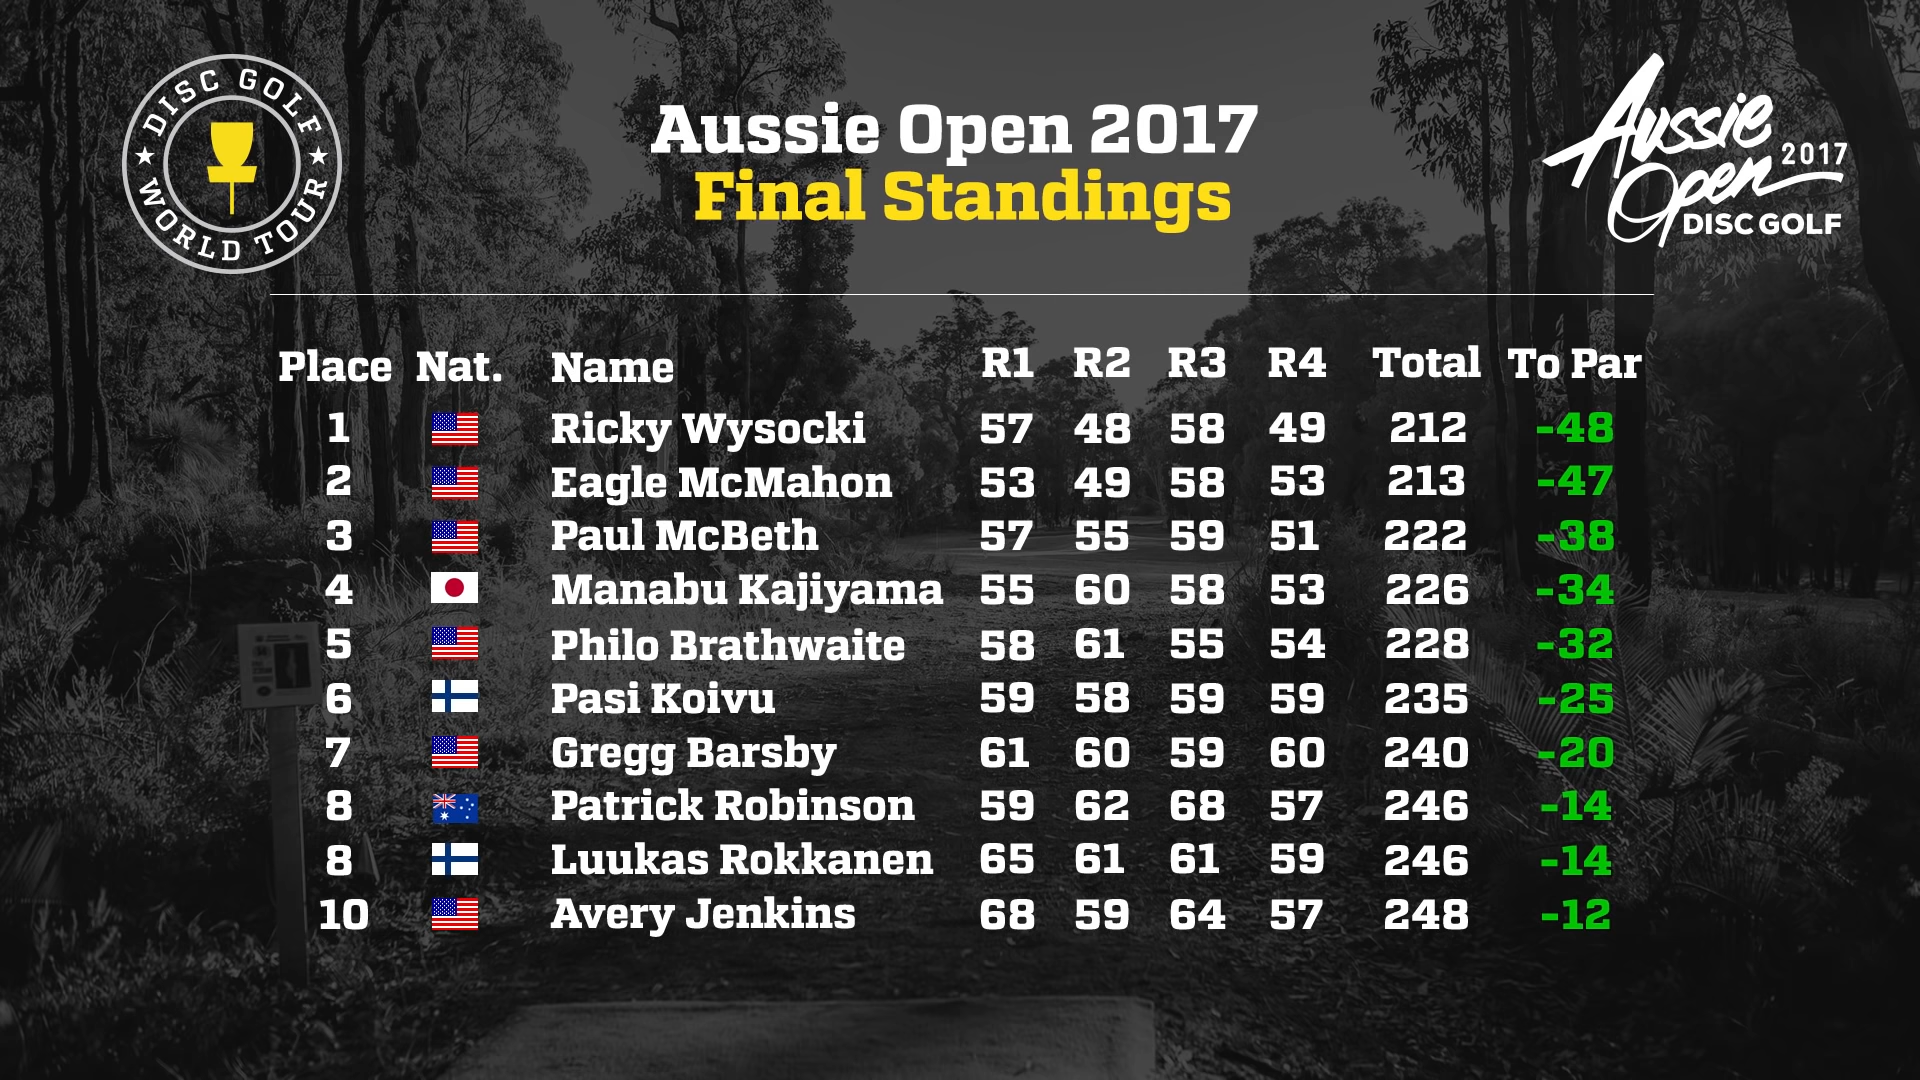 DISC GOLF
WORLD TOUR
Aussie Open 2017
Final Standings
Aussie
Open 2017
DISC GOLF
Place Nat. Name R1 R2 R3 R4 Total To Par
1 Ricky Wysocki 57 48 58 49 212 -48
2 Eagle McMahon 53 49 58 53 213 -47
3 Paul McBeth 57 55 59 51 222 -38
4 Manabu Kajiyama 55 60 58 53 226 -34
5 Philo Brathwaite 58 61 55 54 228 -32
6 Pasi Koivu 59 58 59 59 235 -25
7 Gregg Barsby 61 60 59 60 240 -20
8 Patrick Robinson 59 62 68 57 246 -14
8 Luukas Rokkanen 65 61 61 59 246 -14
10 Avery Jenkins 68 59 64 57 248 -12